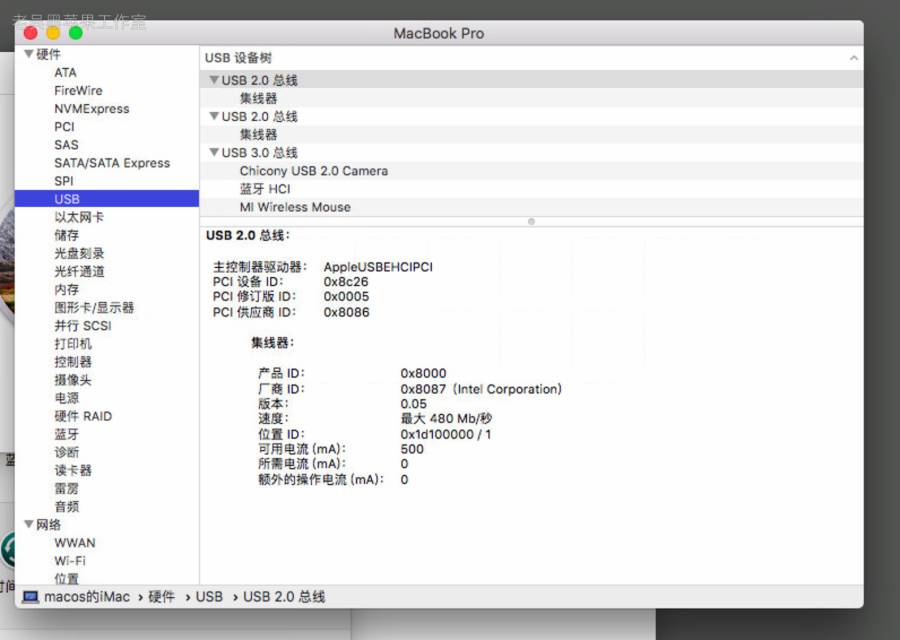 老吴黑苹果工作室
MacBook Pro
硬件
ATA
FireWire
NVMExpress
PCI
SAS
SATA/SATA Express
SPI
USB
以太网卡
储存
光盘刻录
光纤通道
内存
图形卡/显示器
并行 SCSI
打印机
控制器
摄像头
电源
硬件 RAID
蓝牙
诊断
读卡器
雷雳
音频
网络
WWAN
Wi-Fi
位置
USB 设备树
USB 2.0 总线
集线器
USB 2.0 总线
集线器
USB 3.0 总线
Chicony USB 2.0 Camera
蓝牙 HCI
MI Wireless Mouse
USB 2.0 总线:
主控制器驱动器: AppleUSBEHCIPCI
PCI 设备 ID: 0x8c26
PCI 修订版 ID: 0x0005
PCI 供应商 ID: 0x8086
集线器:
产品 ID: 0x8000
厂商 ID: 0x8087 (Intel Corporation)
版本: 0.05
速度: 最大 480 Mb/秒
位置 ID: 0x1d100000 / 1
可用电流 (mA): 500
所需电流 (mA): 0
额外的操作电流 (mA): 0
macos的iMac › 硬件 › USB › USB 2.0 总线